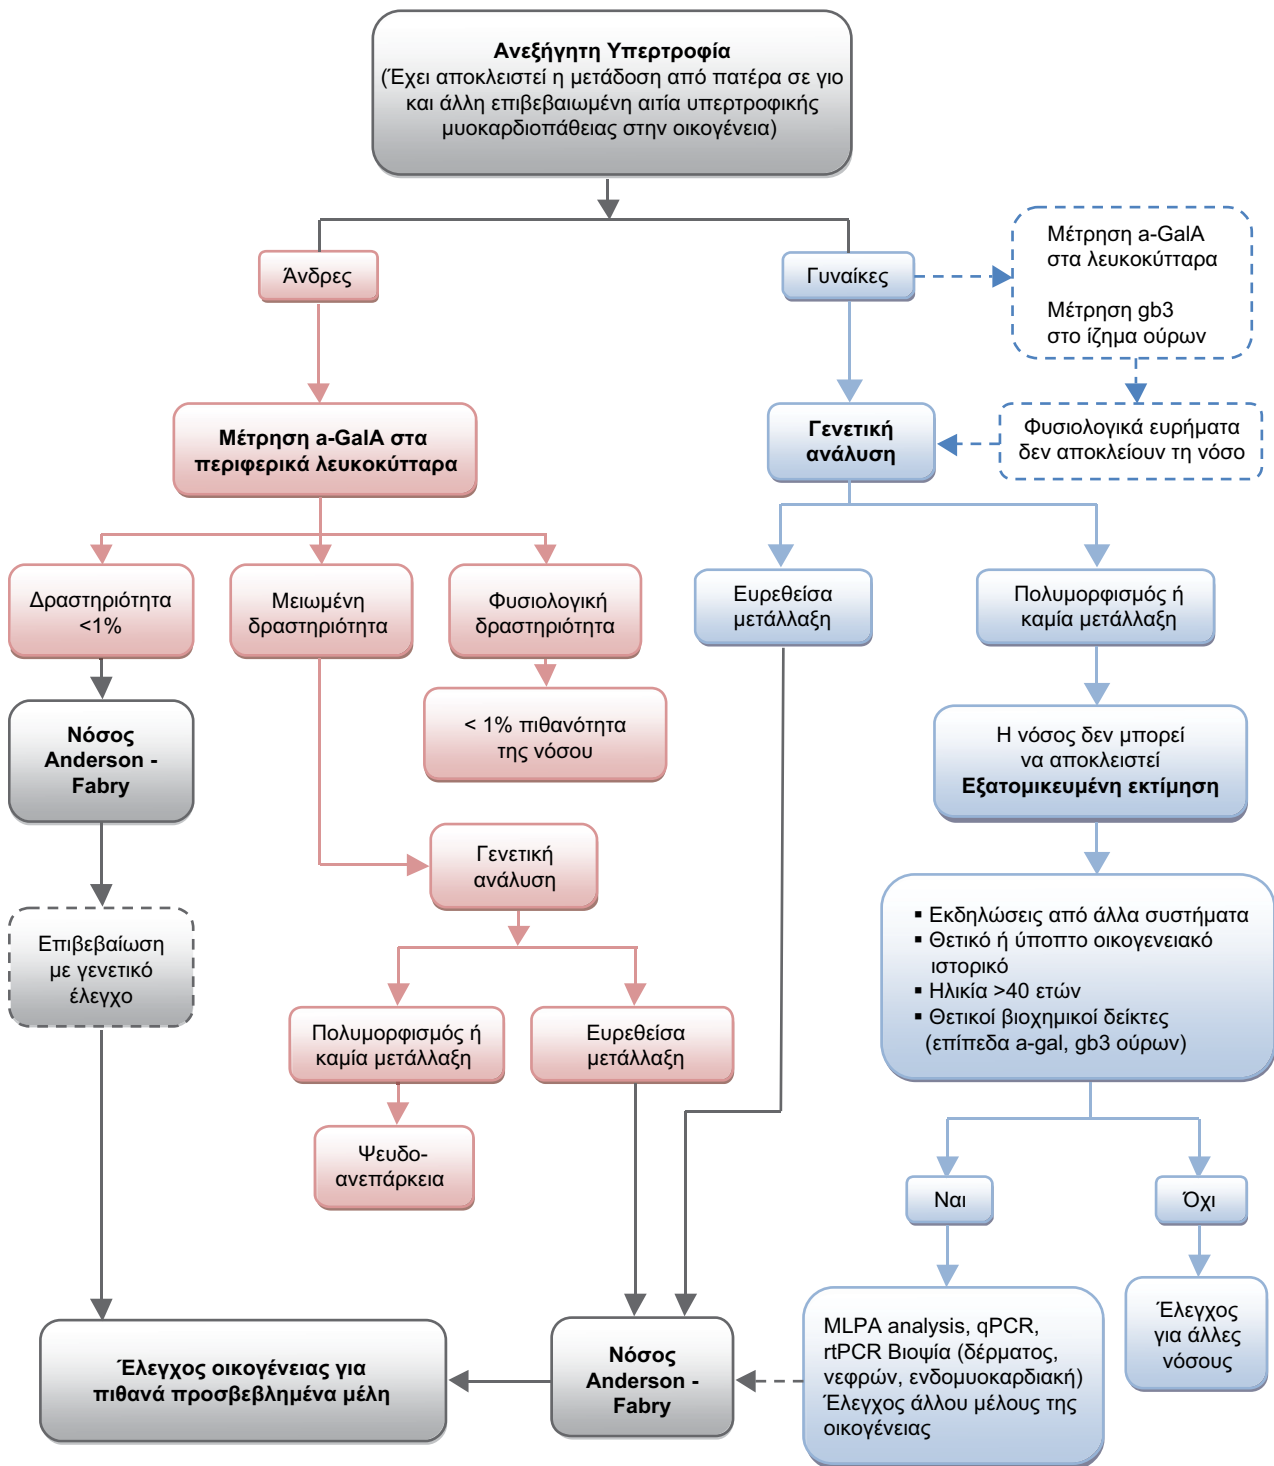 Ανεξήγητη Υπερτροφία
(Έχει αποκλειστεί η μετάδοση από πατέρα σε γιο
και άλλη επιβεβαιωμένη αιτία υπερτροφικής
μυοκαρδιοπάθειας στην οικογένεια)
Άνδρες
Γυναίκες
Μέτρηση a-GalA
στα λευκοκύτταρα
Μέτρηση gb3
στο ίζημα ούρων
Μέτρηση a-GalA στα
περιφερικά λευκοκύτταρα
Γενετική
ανάλυση
Φυσιολογικά ευρήματα
δεν αποκλείουν τη νόσο
Δραστηριότητα
<1%
Μειωμένη
δραστηριότητα
Φυσιολογική
δραστηριότητα
Ευρεθείσα
μετάλλαξη
Πολυμορφισμός ή
καμία μετάλλαξη
Νόσος
Anderson -
Fabry
< 1% πιθανότητα
της νόσου
Η νόσος δεν μπορεί
να αποκλειστεί
Εξατομικευμένη εκτίμηση
Γενετική
ανάλυση
Επιβεβαίωση
με γενετικό
έλεγχο
▪ Εκδηλώσεις από άλλα συστήματα
▪ Θετικό ή ύποπτο οικογενειακό
ιστορικό
▪ Ηλικία >40 ετών
▪ Θετικοί βιοχημικοί δείκτες
(επίπεδα a-gal, gb3 ούρων)
Πολυμορφισμός ή
καμία μετάλλαξη
Ευρεθείσα
μετάλλαξη
Ψευδο-
ανεπάρκεια
Ναι
Όχι
Έλεγχος οικογένειας για
πιθανά προσβεβλημένα μέλη
Νόσος
Anderson -
Fabry
MLPA analysis, qPCR,
rtPCR Βιοψία (δέρματος,
νεφρών, ενδομυοκαρδιακή)
Έλεγχος άλλου μέλους της
οικογένειας
Έλεγχος
για άλλες
νόσους